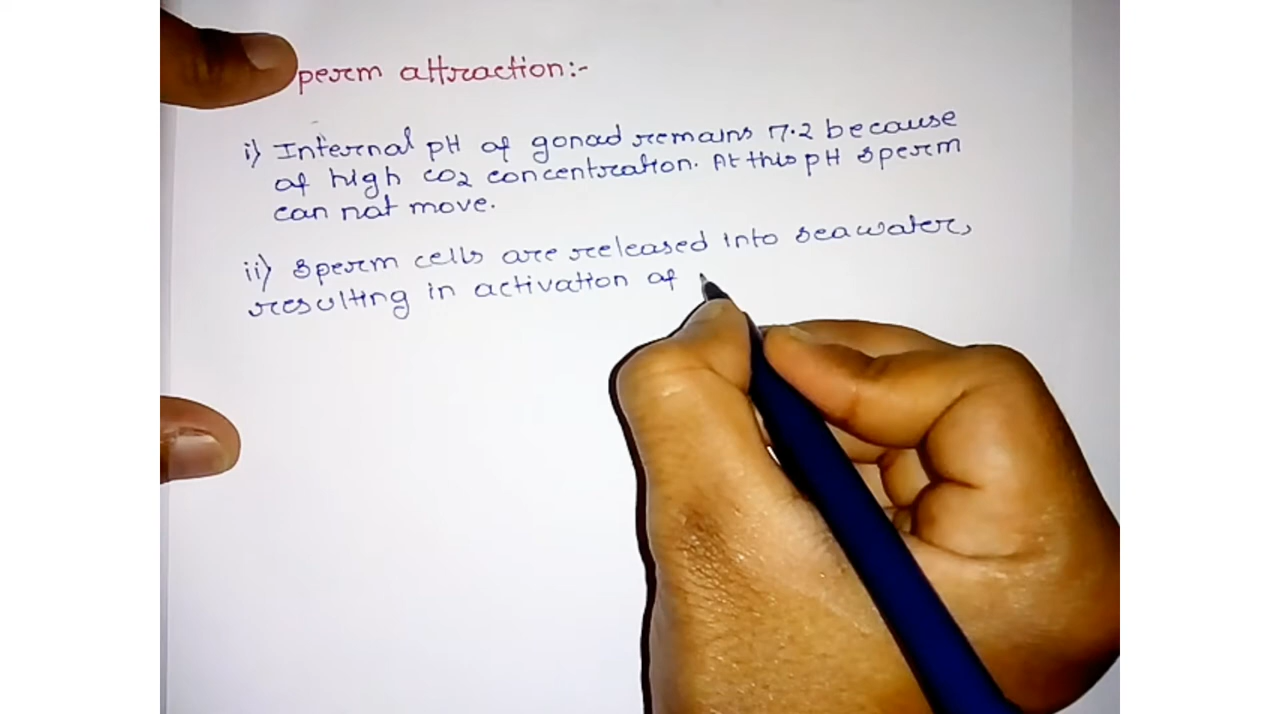 perm attraction:-
i) Internal pH of gonad remains 7.2 because
of high CO2 concentration. At this pH sperm
can not move.
ii) Sperm cells are released into seawater,
resulting in activation of